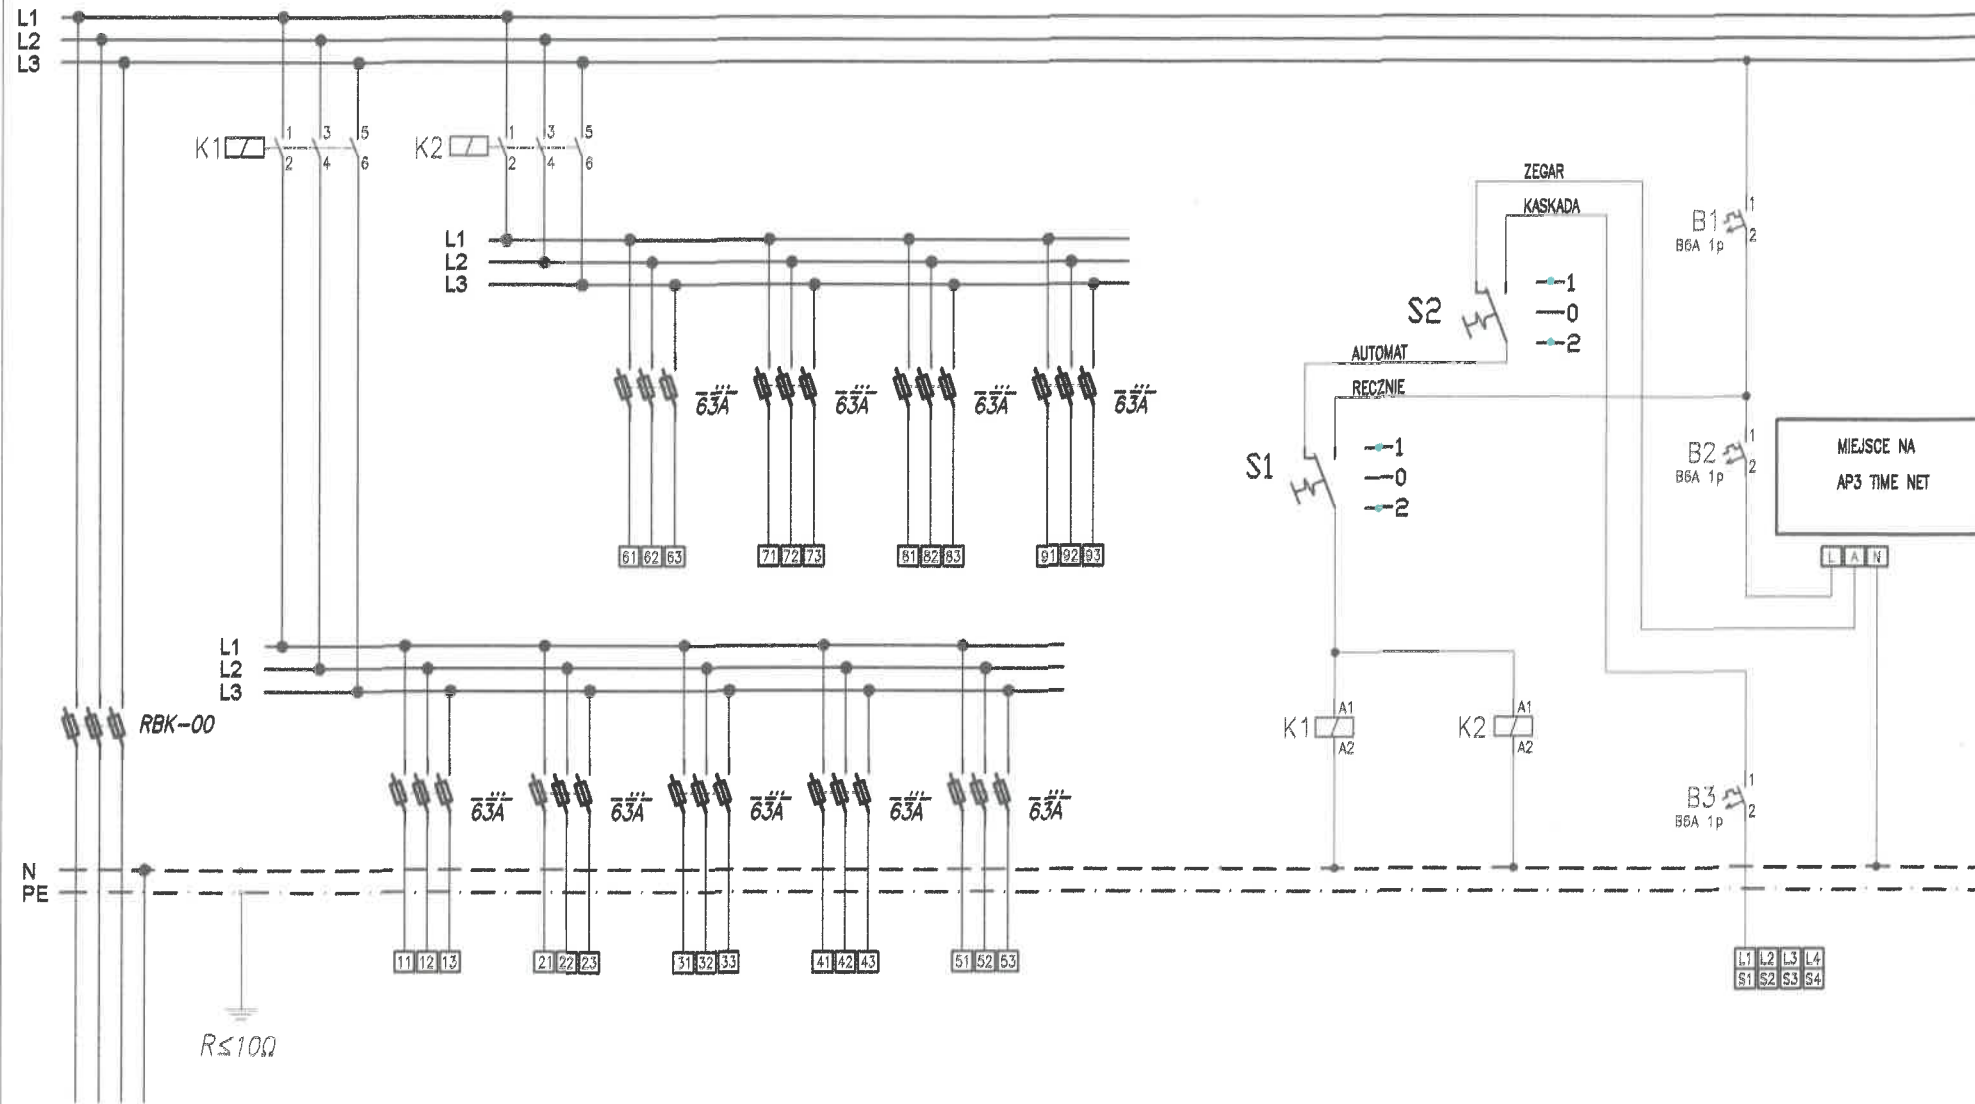 L1
L2
L3
K1 1 3 5
2 4 6
K2 1 3 5
2 4 6
ZEGAR
KASKADA
B1 1
B6A 1p 2
L1
L2
L3
S2
1
0
2
AUTOMAT
RĘCZNIE
63A 63A 63A 63A
B2 1
B6A 1p 2
MIEJSCE NA
AP3 TIME NET
S1
1
0
2
61 62 63 71 72 73 81 82 83 91 92 93
L A N
L1
L2
L3
RBK-00
K1 A1
A2
K2 A1
A2
63A 63A 63A 63A 63A
B3 1
B6A 1p 2
N
PE
11 12 13 21 22 23 31 32 33 41 42 43 51 52 53
L1 L2 L3 L4
S1 S2 S3 S4
R≤10Ω